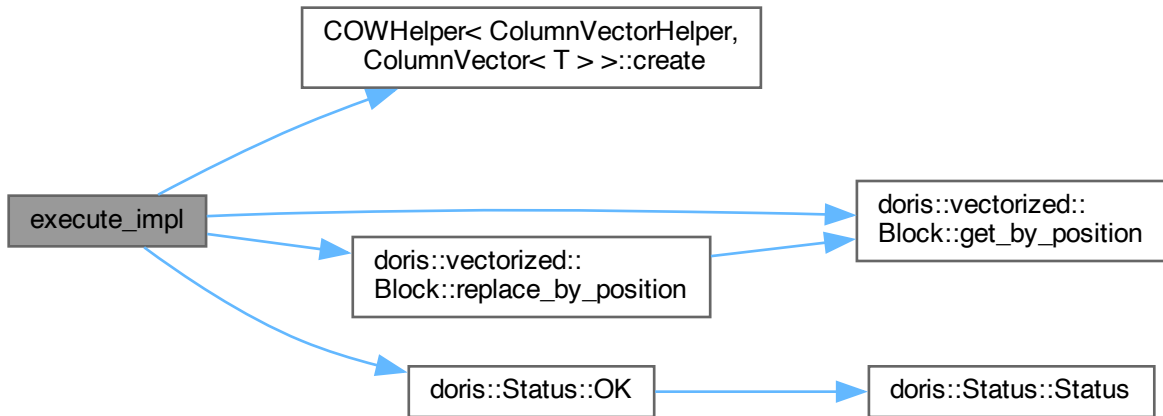 COWHelper< ColumnVectorHelper,
ColumnVector< T > >::create
execute_impl
doris::vectorized::
Block::get_by_position
doris::vectorized::
Block::replace_by_position
doris::Status::OK
doris::Status::Status